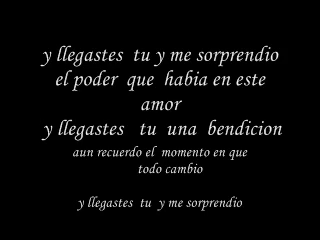 y llegastes tu y me sorprendio
el poder que habia en este
amor
y llegastes tu una bendicion
aun recuerdo el momento en que
todo cambio
y llegastes tu y me sorprendio